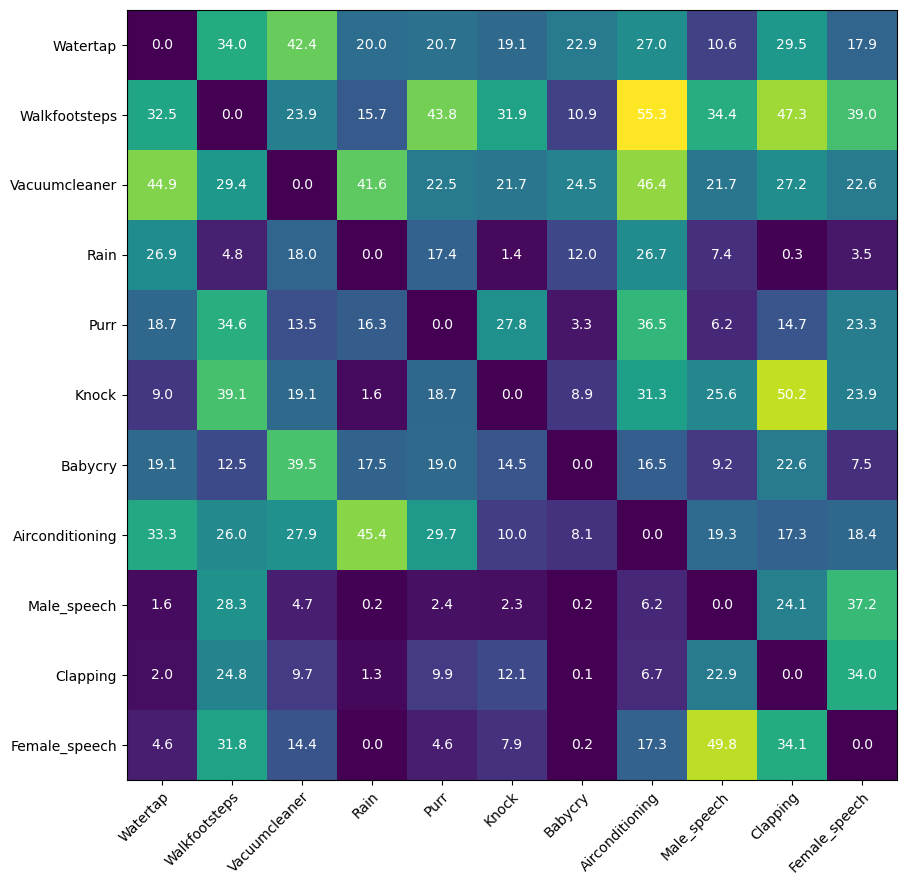 Watertap 0.0 34.0 42.4 20.0 20.7 19.1 22.9 27.0 10.6 29.5 17.9
Walkfootsteps 32.5 0.0 23.9 15.7 43.8 31.9 10.9 55.3 34.4 47.3 39.0
Vacuumcleaner 44.9 29.4 0.0 41.6 22.5 21.7 24.5 46.4 21.7 27.2 22.6
Rain 26.9 4.8 18.0 0.0 17.4 1.4 12.0 26.7 7.4 0.3 3.5
Purr 18.7 34.6 13.5 16.3 0.0 27.8 3.3 36.5 6.2 14.7 23.3
Knock 9.0 39.1 19.1 1.6 18.7 0.0 8.9 31.3 25.6 50.2 23.9
Babycry 19.1 12.5 39.5 17.5 19.0 14.5 0.0 16.5 9.2 22.6 7.5
Airconditioning 33.3 26.0 27.9 45.4 29.7 10.0 8.1 0.0 19.3 17.3 18.4
Male_speech 1.6 28.3 4.7 0.2 2.4 2.3 0.2 6.2 0.0 24.1 37.2
Clapping 2.0 24.8 9.7 1.3 9.9 12.1 0.1 6.7 22.9 0.0 34.0
Female_speech 4.6 31.8 14.4 0.0 4.6 7.9 0.2 17.3 49.8 34.1 0.0
Watertap Walkfootsteps Vacuumcleaner Rain Purr Knock Babycry Airconditioning Male_speech Clapping Female_speech